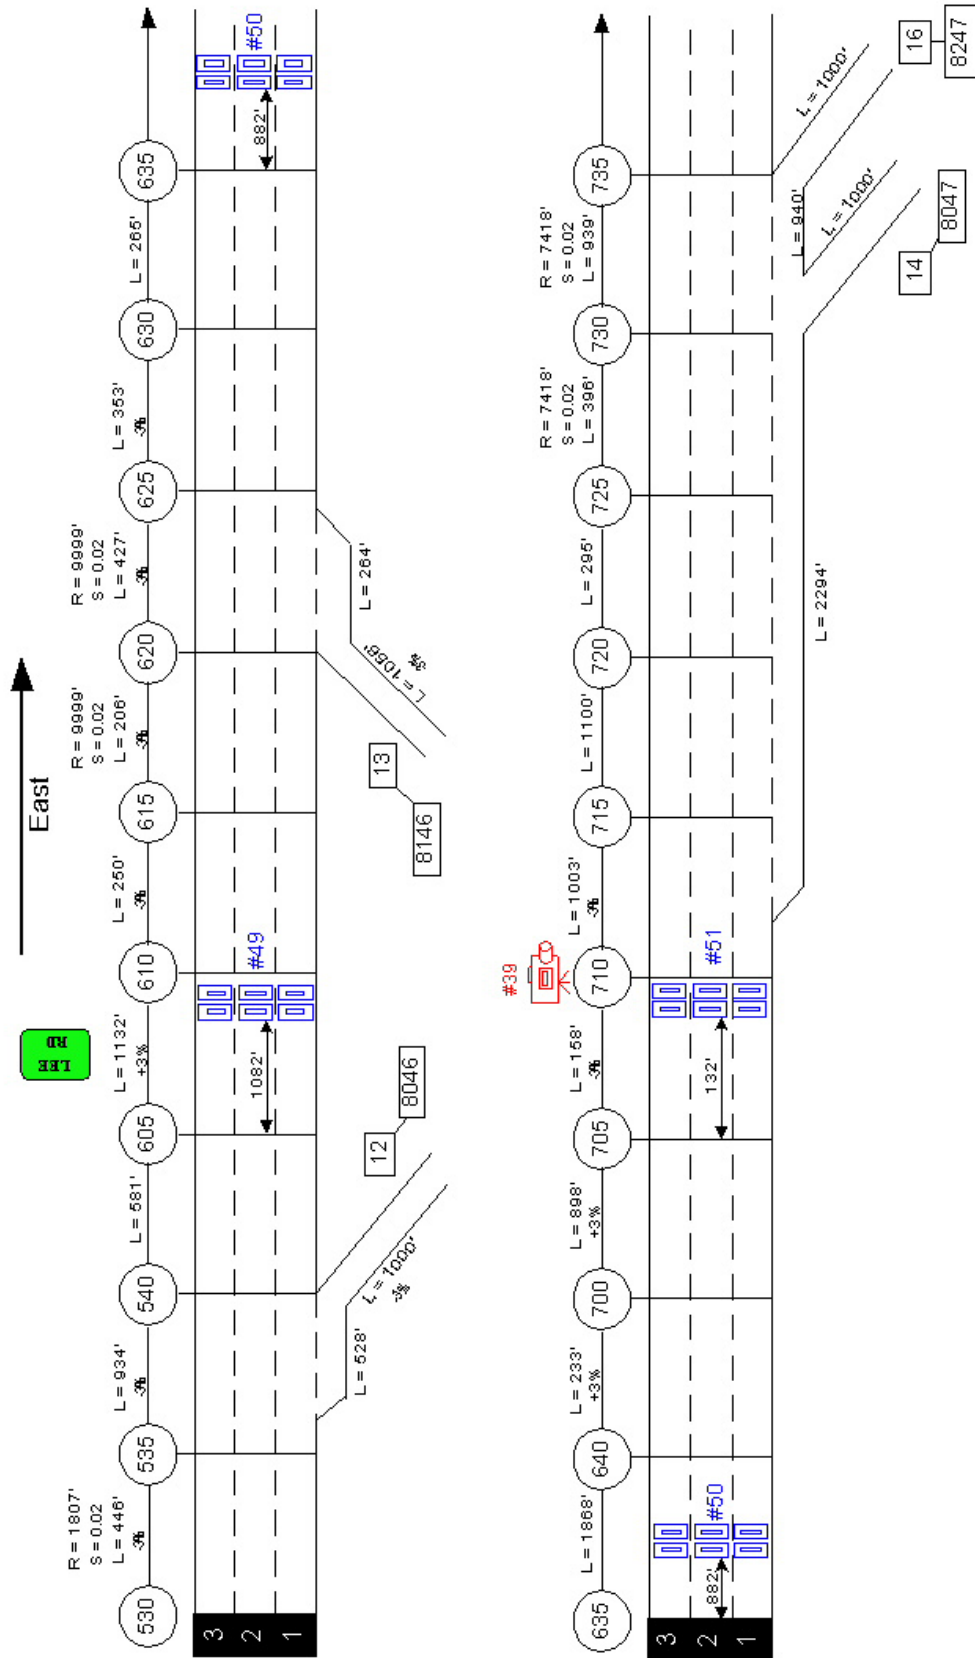 East
LEE
RD
R = 1807'
S = 0.02
L = 446'
-3%
L = 934'
-3%
L = 581'
L = 1132'
+3%
L = 250'
-3%
R = 9999'
S = 0.02
L = 206'
-3%
R = 9999'
S = 0.02
L = 427'
-3%
L = 353'
-3%
L = 265'
530
535
540
605
610
615
620
625
630
635
3
2
1
1082'
#49
882'
#50
L = 528'
L = 1000'
-3%
12
8046
13
8146
L = 1056'
3%
L = 264'
#39
L = 1868'
L = 233'
+3%
L = 898'
+3%
L = 158'
-3%
L = 1003'
-3%
L = 1100'
L = 295'
R = 7418'
S = 0.02
L = 396'
R = 7418'
S = 0.02
L = 939'
635
640
700
705
710
715
720
725
730
735
3
2
1
882'
#50
132'
#51
L = 2294'
L = 940'
L = 1000'
L = 1000'
14
8047
16
8247